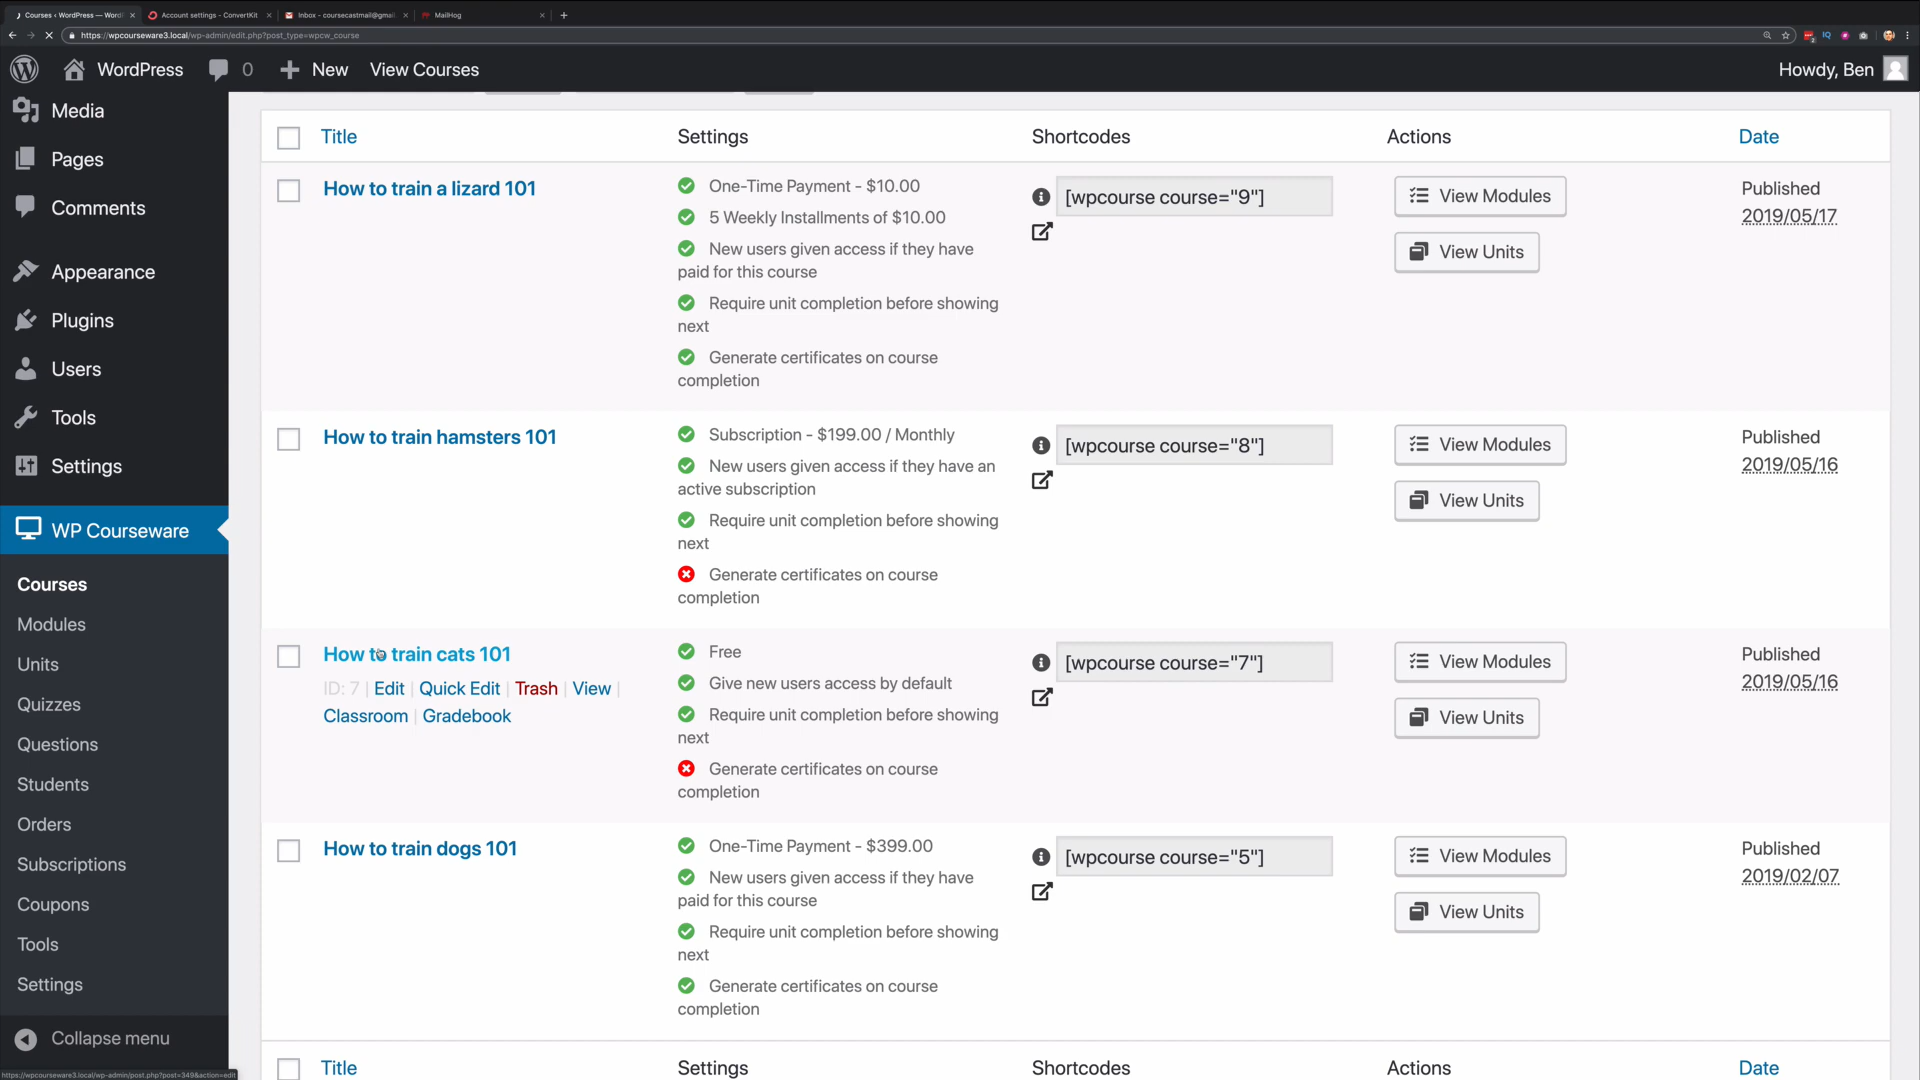 Courses ‹ WordPress — Word
Account settings - ConvertKit
Inbox - coursecastmail@gmai
MailHog
https://wpcourseware3.local/wp-admin/edit.php?post_type=wpcw_course
WordPress
0
New
View Courses
Howdy, Ben
Media
Pages
Comments
Appearance
Plugins
Users
Tools
Settings
WP Courseware
Courses
Modules
Units
Quizzes
Questions
Students
Orders
Subscriptions
Coupons
Tools
Settings
Collapse menu
https://wpcourseware3.local/wp-admin/post.php?post=349&action=edit
Title Settings Shortcodes Actions Date
How to train a lizard 101
One-Time Payment - $10.00
5 Weekly Installments of $10.00
New users given access if they have
paid for this course
Require unit completion before showing
next
Generate certificates on course
completion
[wpcourse course="9"]
View Modules
View Units
Published
2019/05/17
How to train hamsters 101
Subscription - $199.00 / Monthly
New users given access if they have an
active subscription
Require unit completion before showing
next
Generate certificates on course
completion
[wpcourse course="8"]
View Modules
View Units
Published
2019/05/16
How to train cats 101
ID: 7 | Edit | Quick Edit | Trash | View |
Classroom | Gradebook
Free
Give new users access by default
Require unit completion before showing
next
Generate certificates on course
completion
[wpcourse course="7"]
View Modules
View Units
Published
2019/05/16
How to train dogs 101
One-Time Payment - $399.00
New users given access if they have
paid for this course
Require unit completion before showing
next
Generate certificates on course
completion
[wpcourse course="5"]
View Modules
View Units
Published
2019/02/07
Title Settings Shortcodes Actions Date